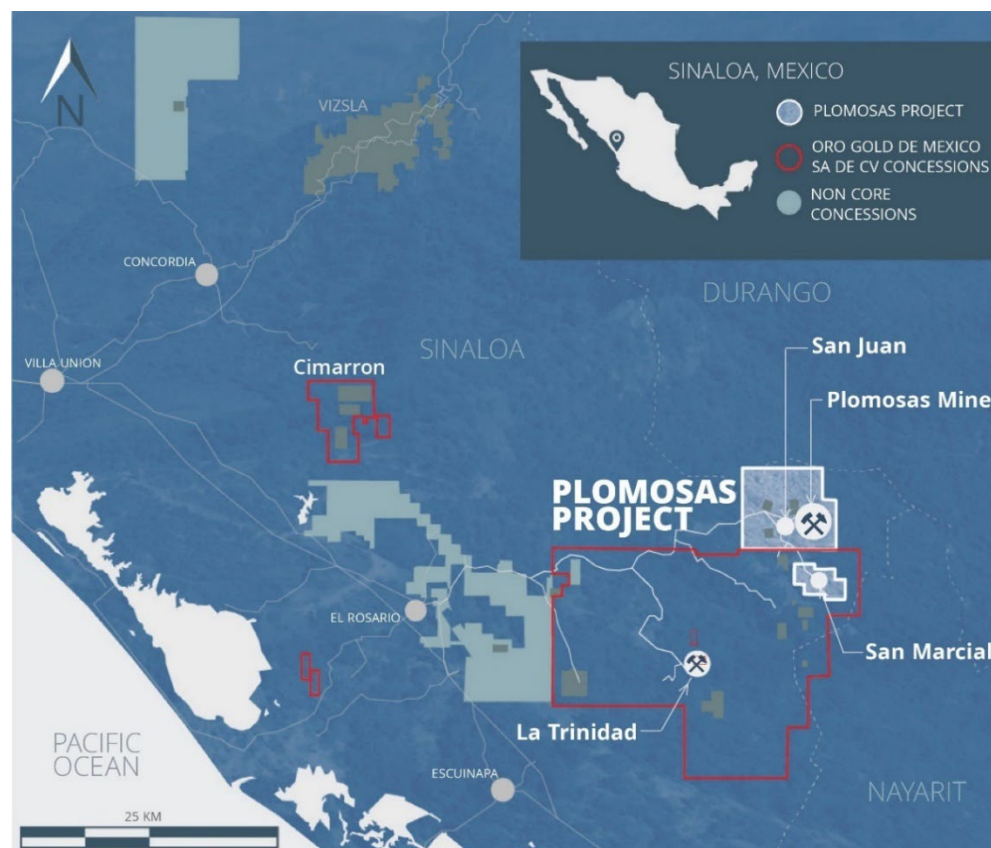 N
VIZSLA
SINALOA, MEXICO
PLOMOSAS PROJECT
ORO GOLD DE MEXICO
SA DE CV CONCESSIONS
NON CORE
CONCESSIONS
CONCORDIA
DURANGO
SINALOA
San Juan
VILLA UNION
Cimarron
Plomosas Mine
PLOMOSAS
PROJECT
EL ROSARIO
San Marcial
La Trinidad
PACIFIC
OCEAN
ESCUINAPA
NAYARIT
25 KM